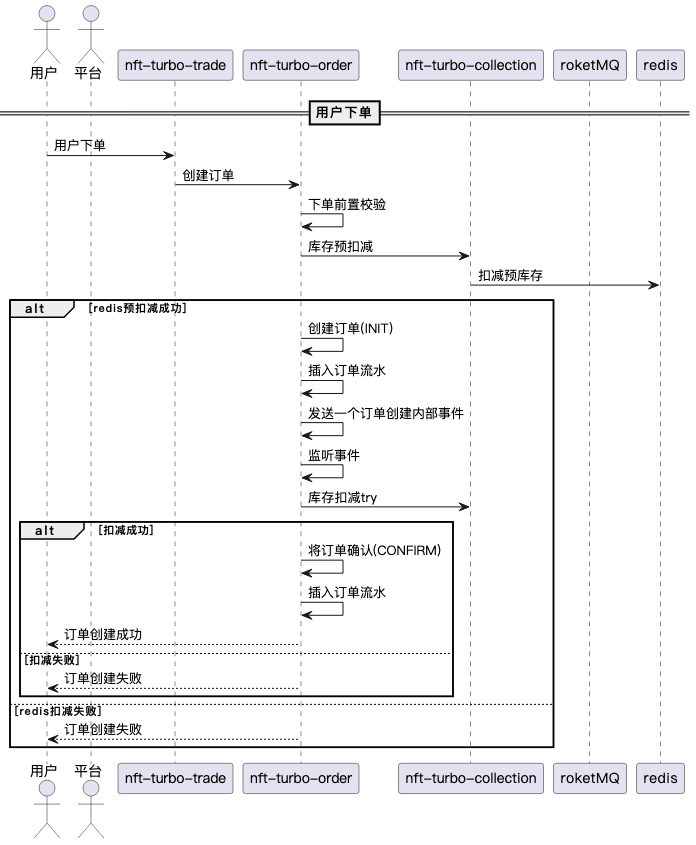 用户 平台 nft-turbo-trade nft-turbo-order nft-turbo-collection roketMQ redis
用户下单
用户下单
创建订单
下单前置校验
库存预扣减
扣减预库存
alt [redis预扣减成功]
创建订单(INIT)
插入订单流水
发送一个订单创建内部事件
监听事件
库存扣减try
alt [扣减成功]
将订单确认(CONFIRM)
插入订单流水
订单创建成功
[扣减失败]
订单创建失败
[redis扣减失败]
订单创建失败
用户 平台 nft-turbo-trade nft-turbo-order nft-turbo-collection roketMQ redis